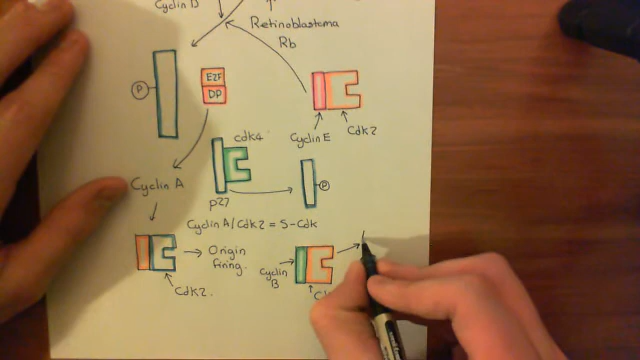 Cyclin D
Retinoblastoma
Rb
P
E2F
DP
Cyclin E
Cdk2
cdk4
P
p27
Cyclin A
Cyclin A/Cdk2 = S-Cdk
Origin
firing.
Cdk2.
Cyclin
B